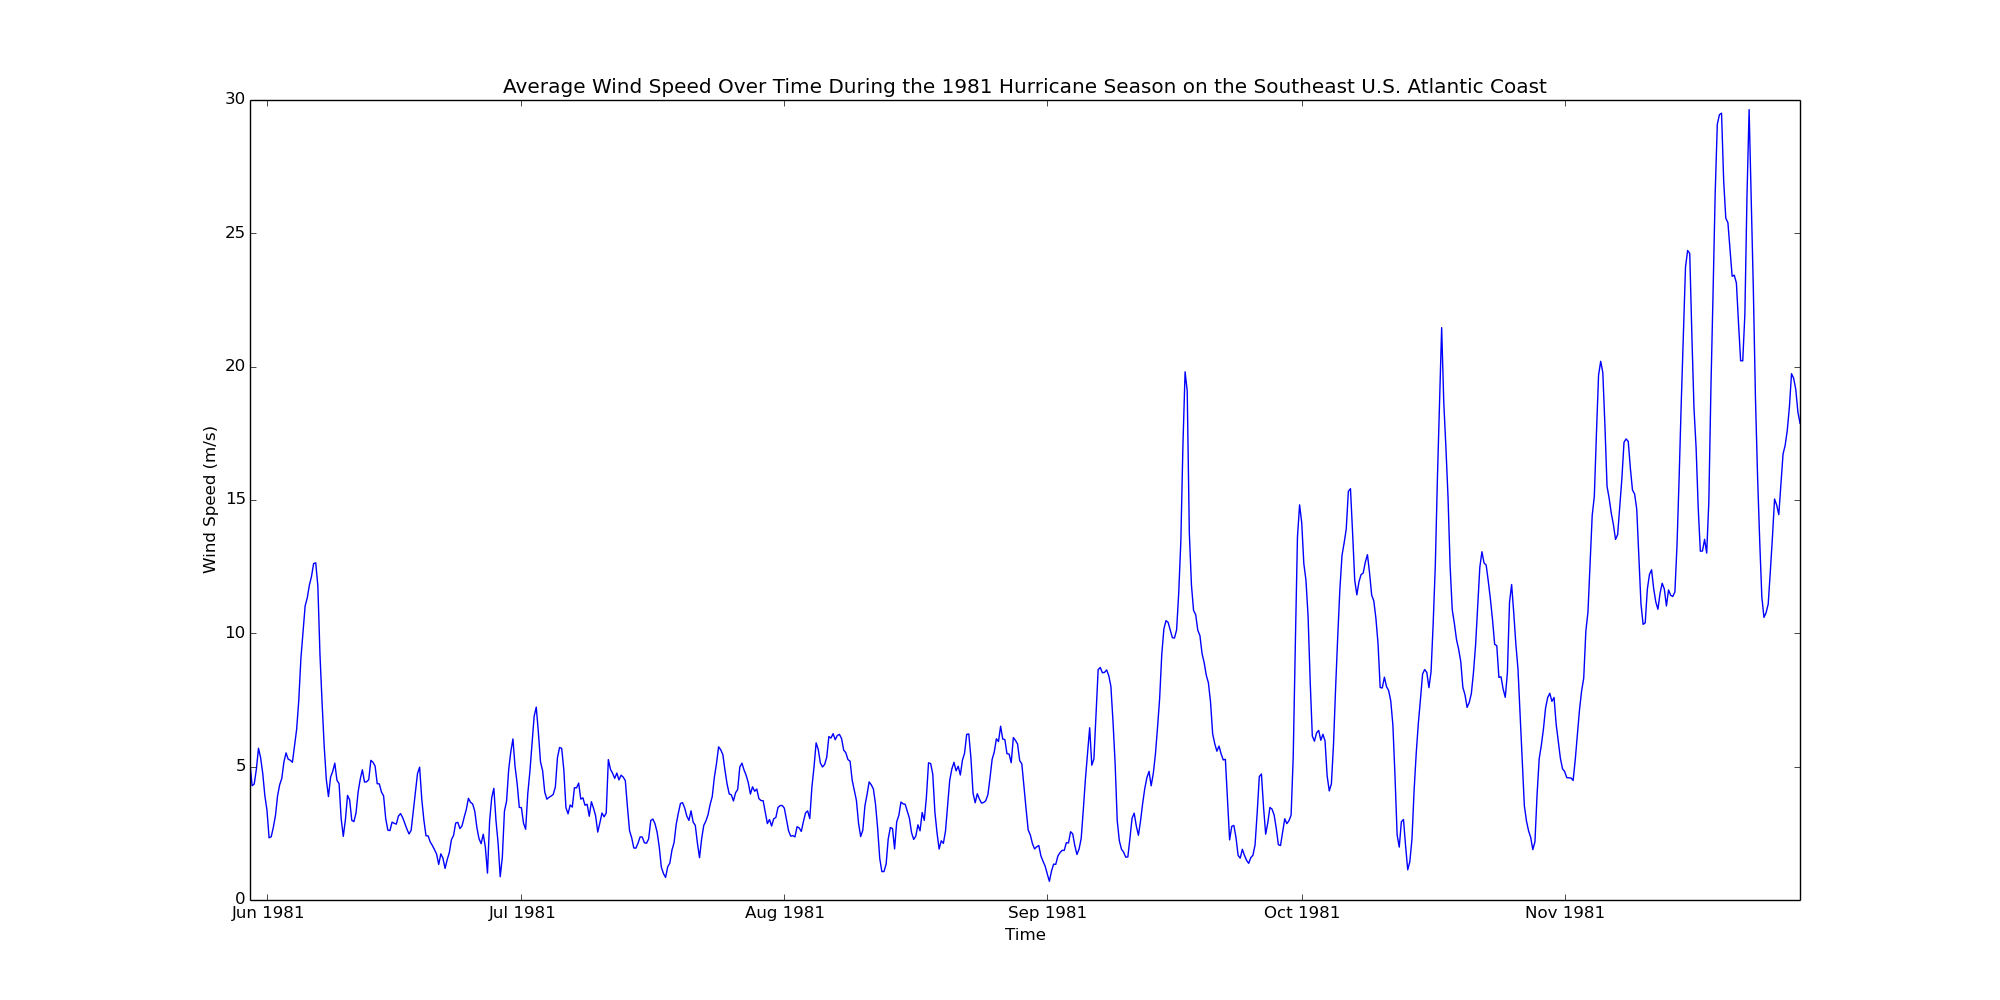 Average Wind Speed Over Time During the 1981 Hurricane Season on the Southeast U.S. Atlantic Coast
30
25
20
15
10
5
0
Wind Speed (m/s)
Jun 1981 Jul 1981 Aug 1981 Sep 1981 Oct 1981 Nov 1981
Time